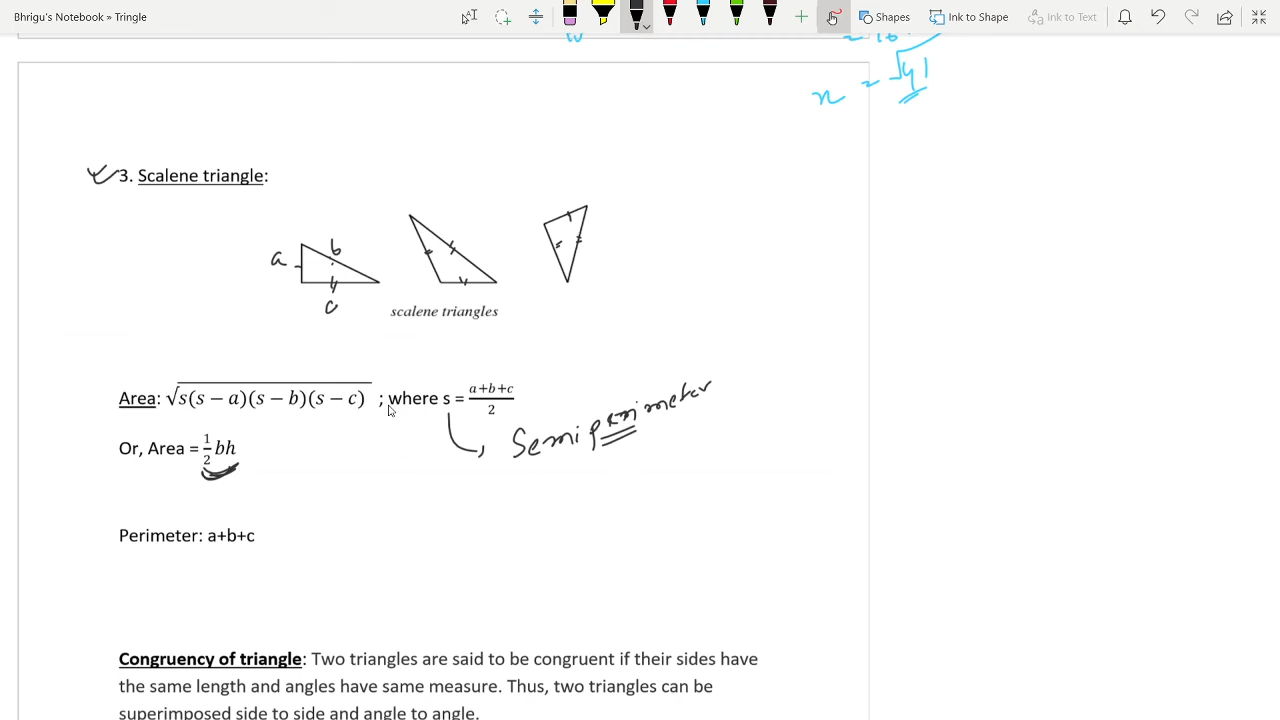 Bhrigu's Notebook » Tringle
Shapes
Ink to Shape
Ink to Text
x = √41
3. Scalene triangle:
a
b
c
scalene triangles
Area: √s(s − a)(s − b)(s − c) ; where s = a+b+c/2
Semiperimeter
Or, Area = 1/2 bh
Perimeter: a+b+c
Congruency of triangle: Two triangles are said to be congruent if their sides have
the same length and angles have same measure. Thus, two triangles can be
superimposed side to side and angle to angle.